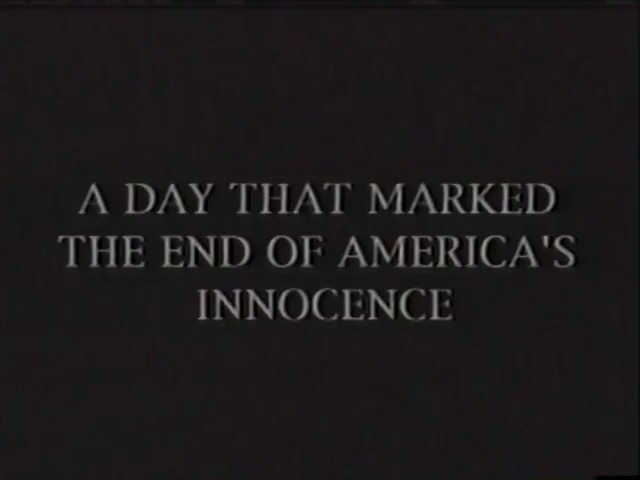 A DAY THAT MARKED
THE END OF AMERICA'S
INNOCENCE